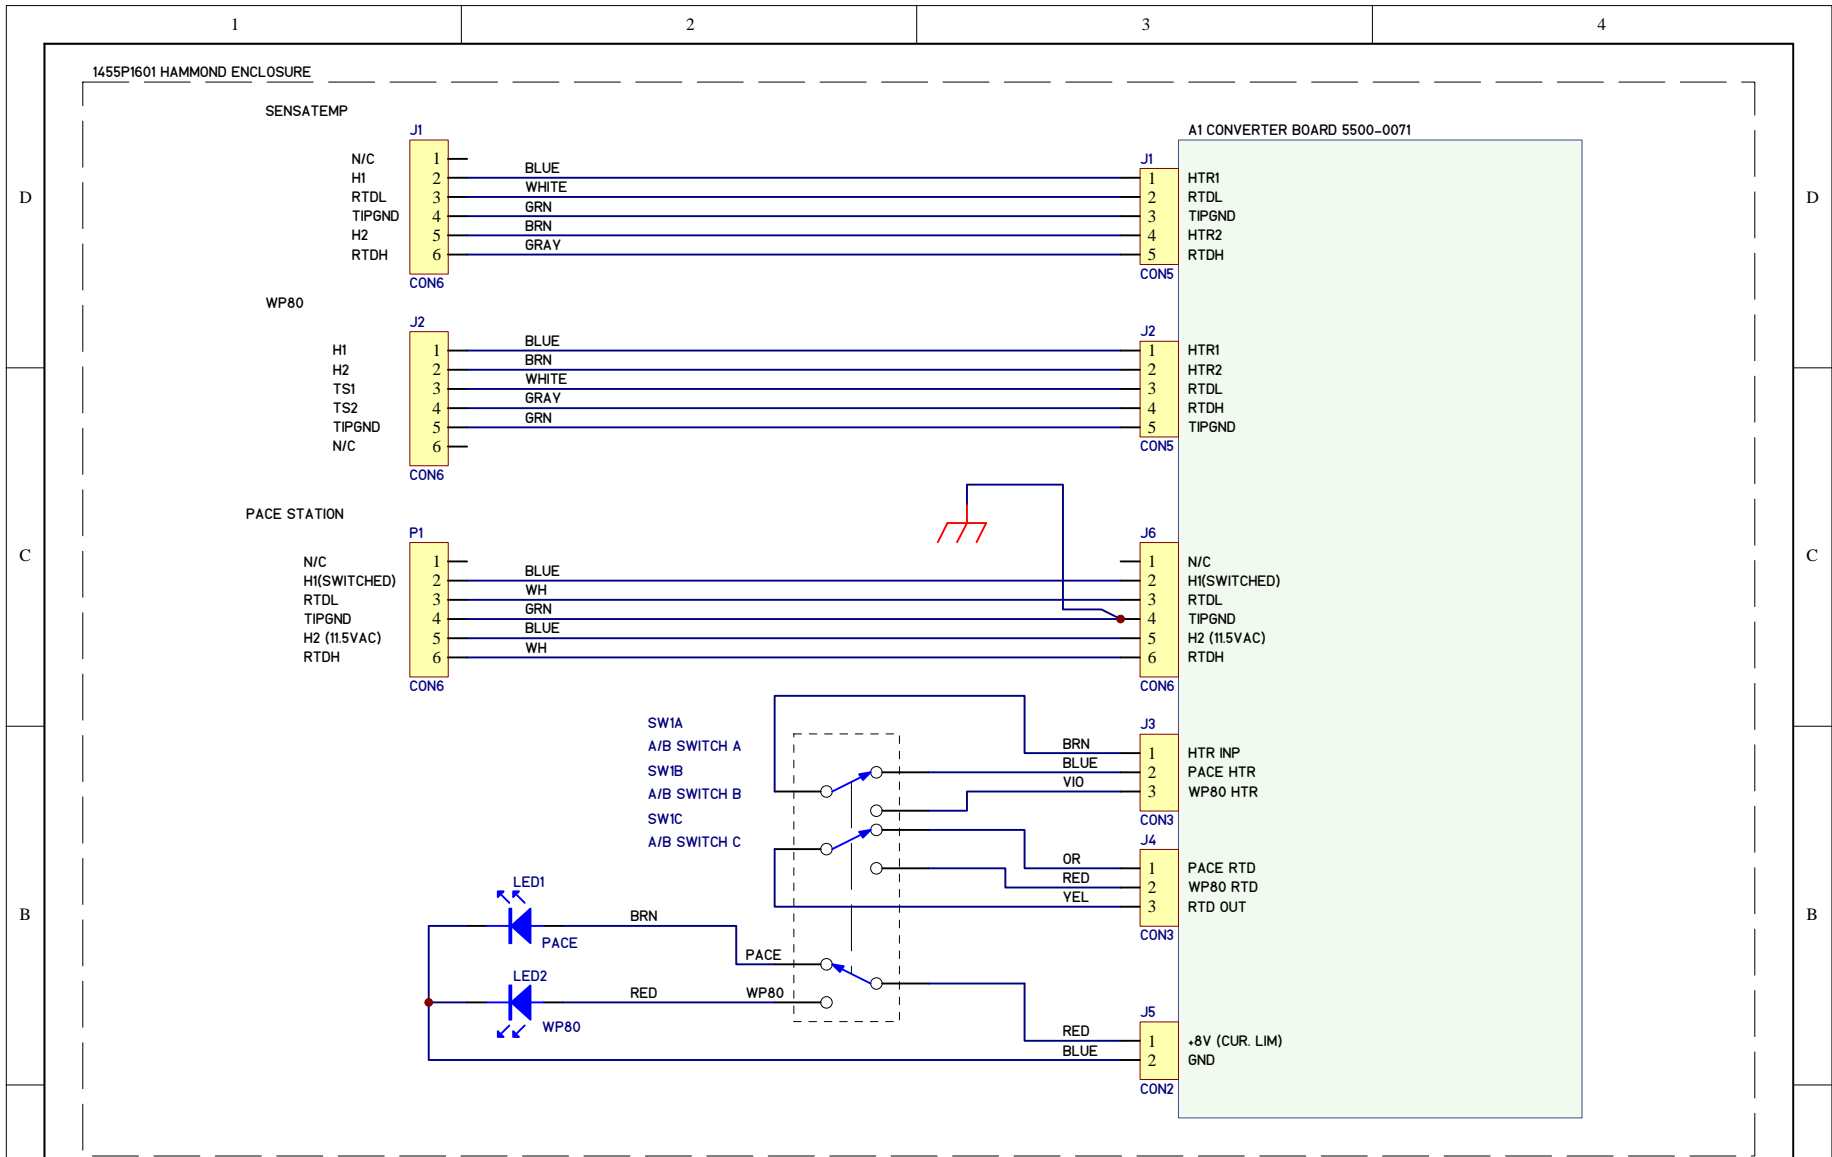 1 2 3 4
1455P1601 HAMMOND ENCLOSURE
SENSATEMP
J1
N/C 1
H1 2 BLUE
RTDL 3 WHITE
TIPGND 4 GRN
H2 5 BRN
RTDH 6 GRAY
CON6
A1 CONVERTER BOARD 5500-0071
J1
1 HTR1
2 RTDL
3 TIPGND
4 HTR2
5 RTDH
CON5
D D
WP80
J2
H1 1 BLUE
H2 2 BRN
TS1 3 WHITE
TS2 4 GRAY
TIPGND 5 GRN
N/C 6
CON6
J2
1 HTR1
2 HTR2
3 RTDL
4 RTDH
5 TIPGND
CON5
PACE STATION
P1
N/C 1
H1(SWITCHED) 2 BLUE
RTDL 3 WH
TIPGND 4 GRN
H2 (11.5VAC) 5 BLUE
RTDH 6 WH
CON6
J6
1 N/C
2 H1(SWITCHED)
3 RTDL
4 TIPGND
5 H2 (11.5VAC)
6 RTDH
CON6
C C
SW1A
A/B SWITCH A
SW1B
A/B SWITCH B
SW1C
A/B SWITCH C
J3
BRN 1 HTR INP
BLUE 2 PACE HTR
VIO 3 WP80 HTR
CON3
J4
OR 1 PACE RTD
RED 2 WP80 RTD
YEL 3 RTD OUT
CON3
B B
LED1
BRN
PACE
PACE
LED2
RED WP80
WP80
J5
RED 1 +8V (CUR. LIM)
BLUE 2 GND
CON2